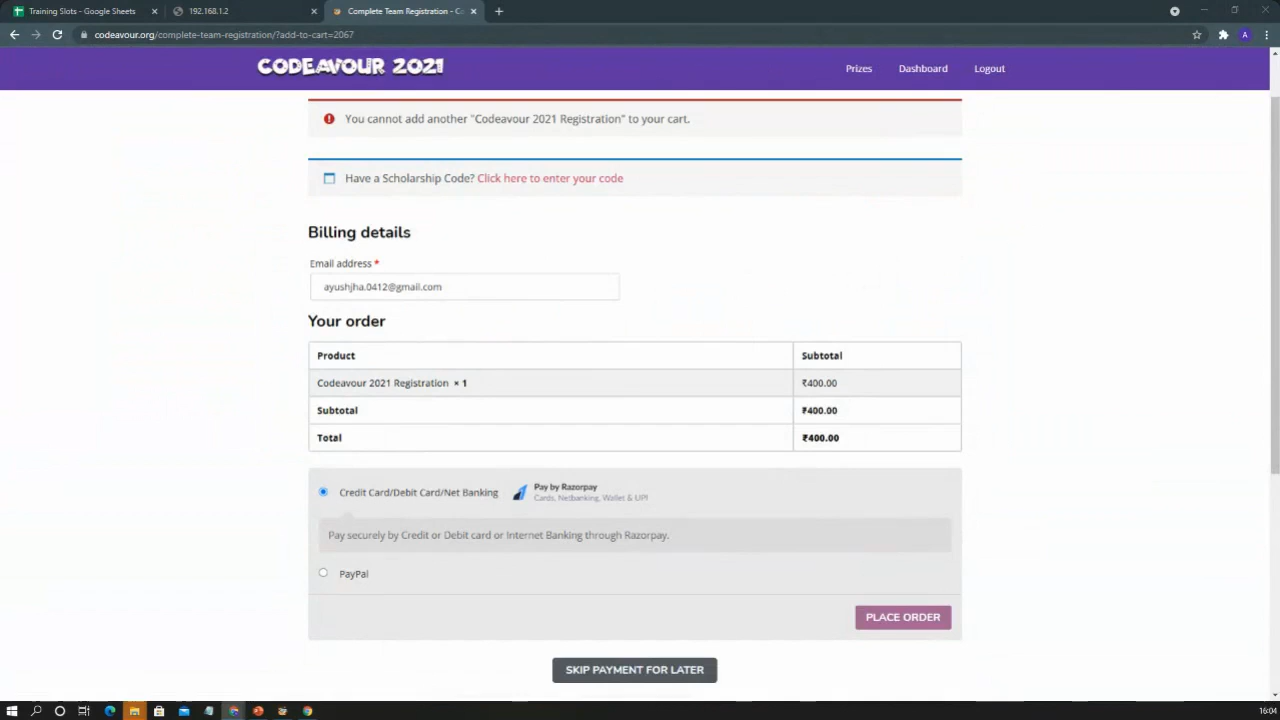 Training Slots - Google Sheets
192.168.1.2
Complete Team Registration - Co
codeavour.org/complete-team-registration/?add-to-cart=2067
A
CODEAVOUR 2021
Prizes
Dashboard
Logout
You cannot add another "Codeavour 2021 Registration" to your cart.
Have a Scholarship Code? Click here to enter your code
Billing details
Email address *
ayushjha.0412@gmail.com
Your order
Product Subtotal
Codeavour 2021 Registration × 1 ₹400.00
Subtotal ₹400.00
Total ₹400.00
Credit Card/Debit Card/Net Banking
Pay by Razorpay
Cards, Netbanking, Wallet & UPI
Pay securely by Credit or Debit card or Internet Banking through Razorpay.
PayPal
PLACE ORDER
SKIP PAYMENT FOR LATER
16:04